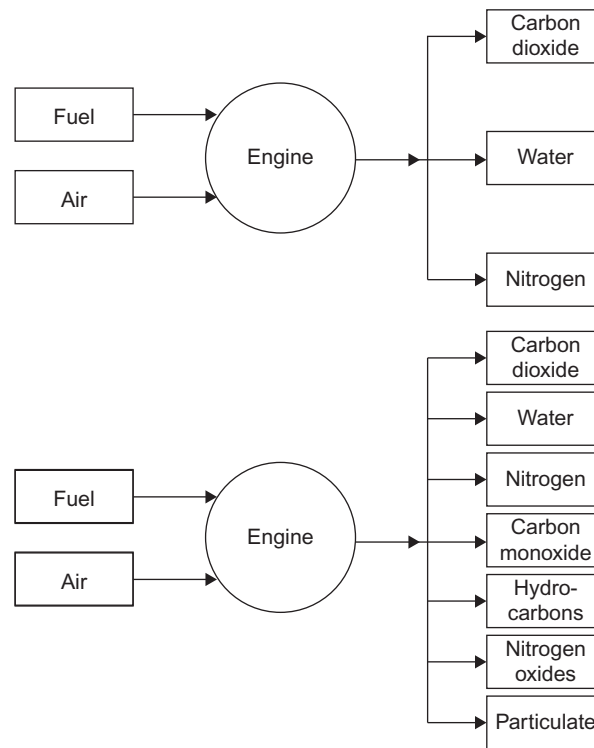 Carbon
dioxide
Fuel
Engine
Water
Air
Nitrogen
Carbon
dioxide
Water
Nitrogen
Fuel
Engine
Carbon
monoxide
Air
Hydro-
carbons
Nitrogen
oxides
Particulate